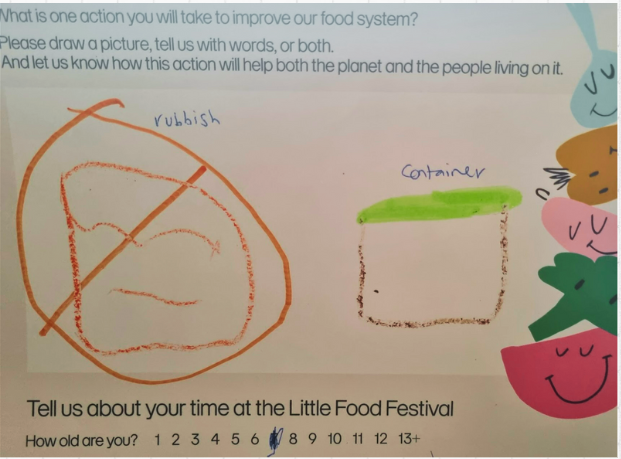 What is one action you will take to improve our food system?
Please draw a picture, tell us with words, or both.
And let us know how this action will help both the planet and the people living on it.
rubbish
Container
Tell us about your time at the Little Food Festival
How old are you? 1 2 3 4 5 6 8 9 10 11 12 13+